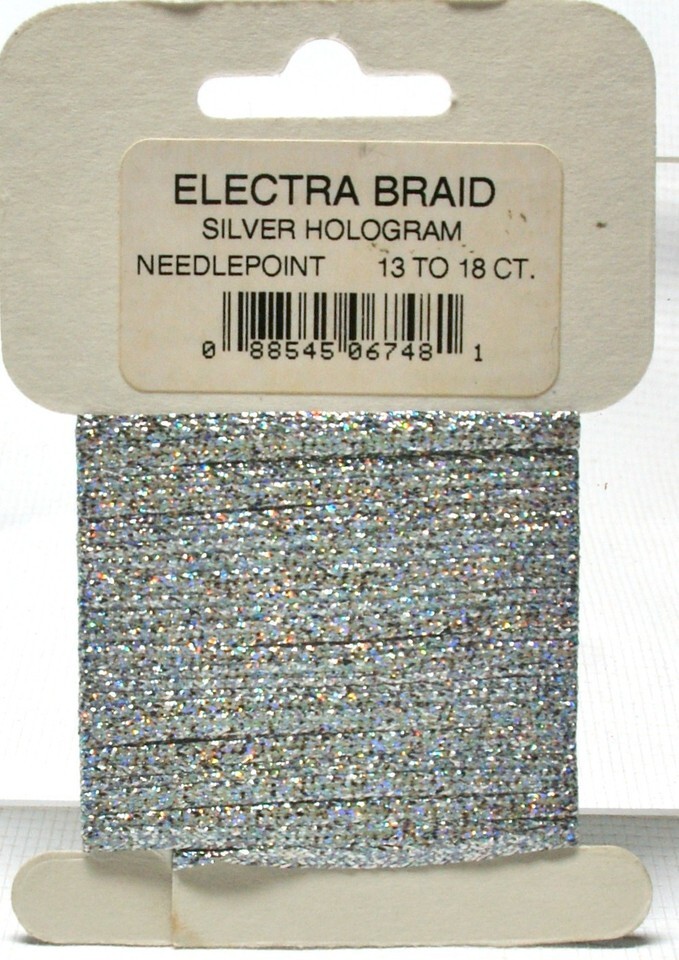 ELECTRA BRAID
SILVER HOLOGRAM
NEEDLEPOINT 13 TO 18 CT.
0 88545 06748 1